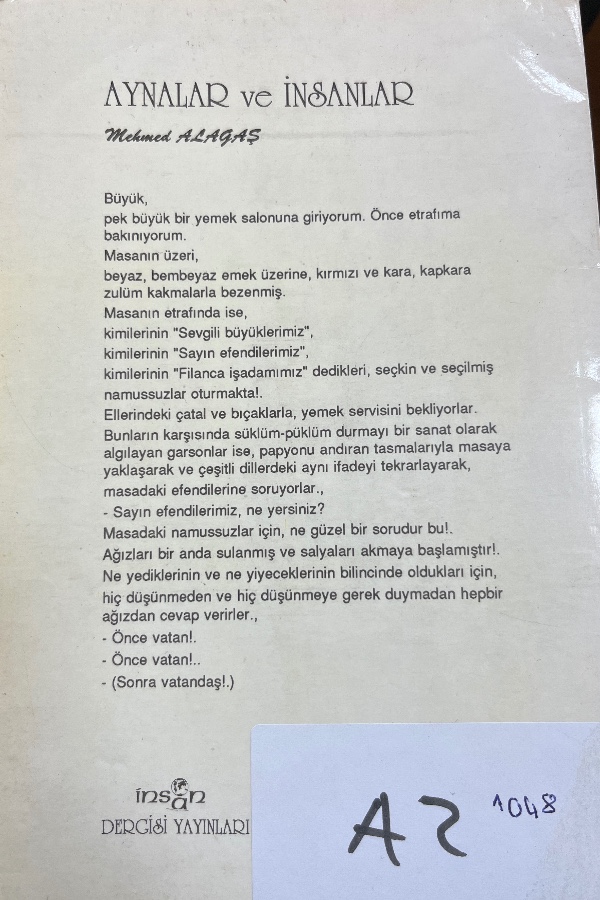 AYNALAR ve İNSANLAR
Mehmed ALAGAŞ
Büyük,
pek büyük bir yemek salonuna giriyorum. Önce etrafıma
bakınıyorum.
Masanın üzeri,
beyaz, bembeyaz emek üzerine, kırmızı ve kara, kapkara
zulüm kakmalarla bezenmiş.
Masanın etrafında ise,
kimilerinin "Sevgili büyüklerimiz",
kimilerinin "Sayın efendilerimiz",
kimilerinin "Filanca işadamımız" dedikleri, seçkin ve seçilmiş
namussuzlar oturmakta!.
Ellerindeki çatal ve bıçaklarla, yemek servisini bekliyorlar.
Bunların karşısında süklüm-püklüm durmayı bir sanat olarak
algılayan garsonlar ise, papyonu andıran tasmalarıyla masaya
yaklaşarak ve çeşitli dillerdeki aynı ifadeyi tekrarlayarak,
masadaki efendilerine soruyorlar.,
- Sayın efendilerimiz, ne yersiniz?
Masadaki namussuzlar için, ne güzel bir sorudur bu!.
Ağızları bir anda sulanmış ve salyaları akmaya başlamıştır!.
Ne yediklerinin ve ne yiyeceklerinin bilincinde oldukları için,
hiç düşünmeden ve hiç düşünmeye gerek duymadan hepbir
ağızdan cevap verirler.,
- Önce vatan!.
- Önce vatan!..
- (Sonra vatandaş!.)
insan
DERGİSİ YAYINLARI
A2 1048